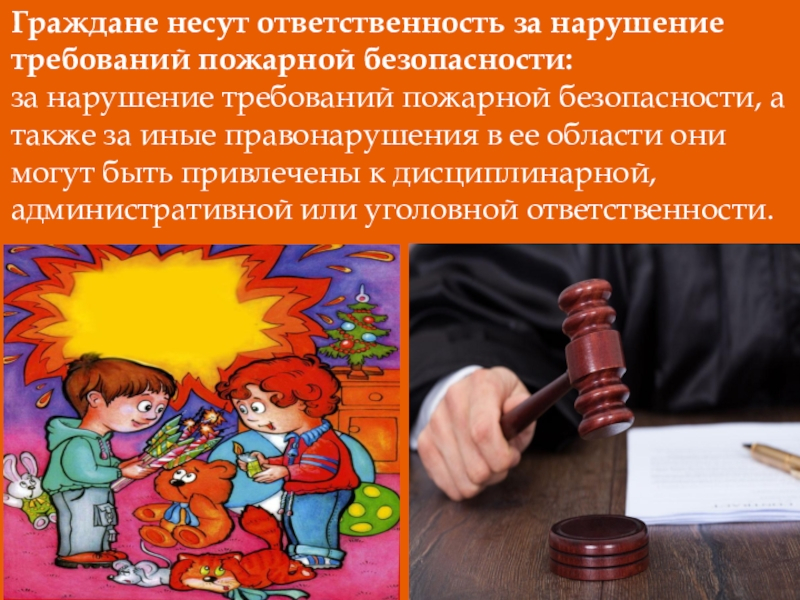 Граждане несут ответственность за нарушение
требований пожарной безопасности:
за нарушение требований пожарной безопасности, а
также за иные правонарушения в ее области они
могут быть привлечены к дисциплинарной,
административной или уголовной ответственности.